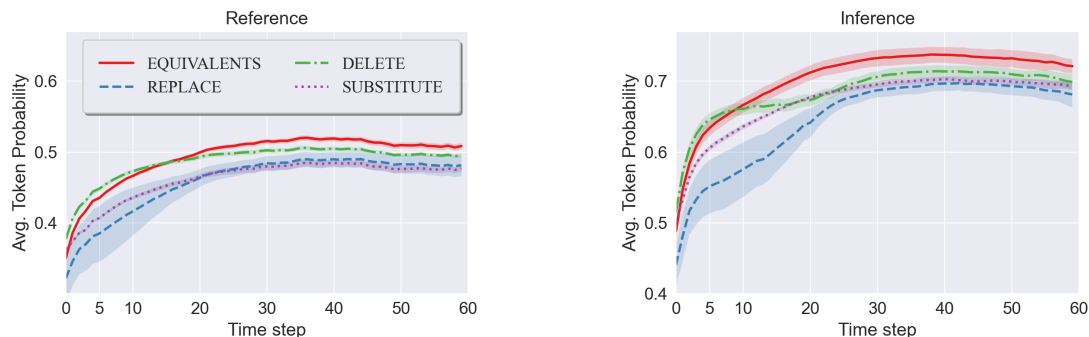 Reference
EQUIVALENTS
REPLACE
DELETE
SUBSTITUTE
Avg. Token Probability
0.6
0.5
0.4
0 5 10 20 30 40 50 60
Time step
Inference
Avg. Token Probability
0.7
0.6
0.5
0.4
0 5 10 20 30 40 50 60
Time step